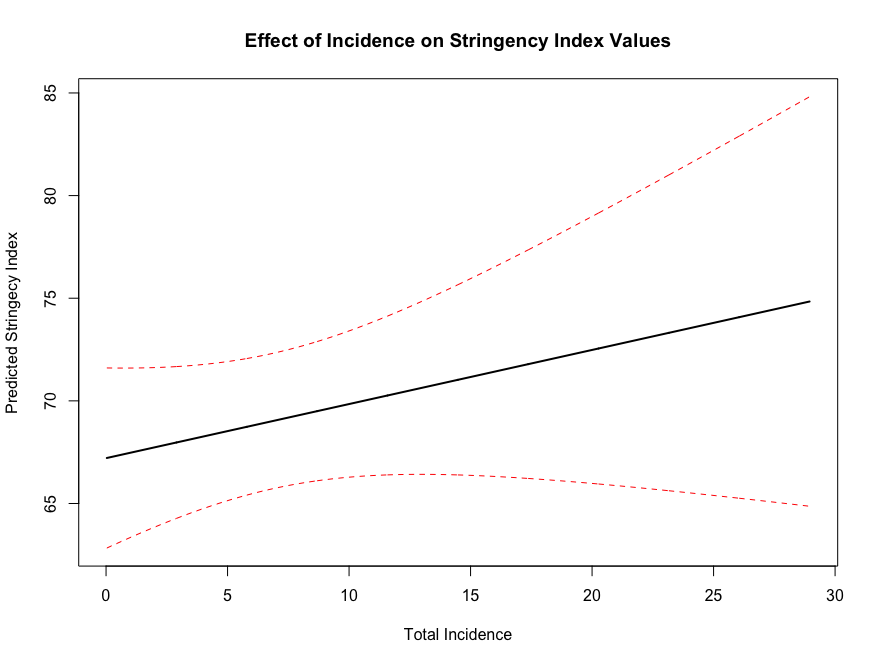 Effect of Incidence on Stringency Index Values
Predicted Stringecy Index
85
80
75
70
65
0 5 10 15 20 25 30
Total Incidence